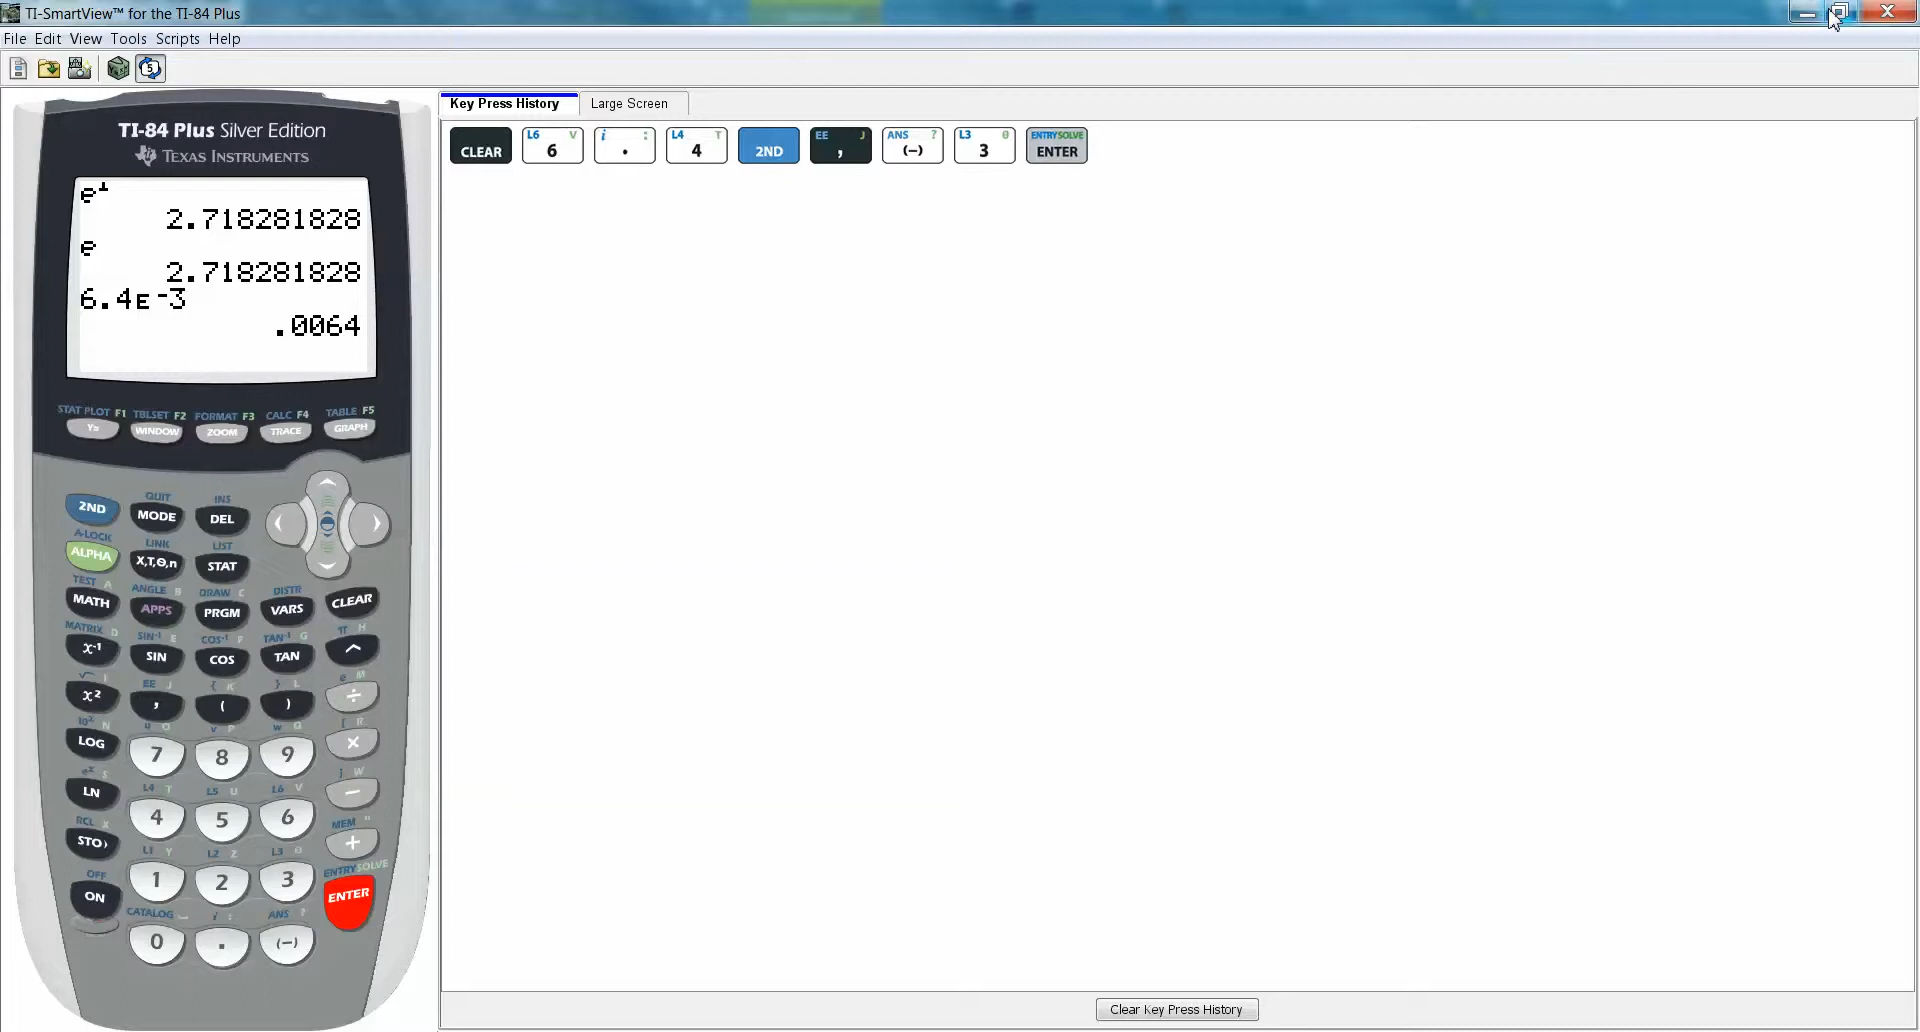 TI-SmartView™ for the TI-84 Plus
File Edit View Tools Scripts Help
Key Press History Large Screen
L6 V i : L4 T EE J ANS ? L3 θ ENTRY SOLVE
CLEAR 6 . 4 2ND , (-) 3 ENTER
TI-84 Plus Silver Edition
TEXAS INSTRUMENTS
e^1
2.718281828
e
2.718281828
6.4ᴇ-3
.0064
STAT PLOT F1 TBLSET F2 FORMAT F3 CALC F4 TABLE F5
Y= WINDOW ZOOM TRACE GRAPH
QUIT INS
2ND MODE DEL
A-LOCK LINK LIST
ALPHA X,T,Θ,n STAT
TEST A ANGLE B DRAW C DISTR
MATH APPS PRGM VARS CLEAR
MATRIX D SIN-1 E COS-1 F TAN-1 G π H
x-1 SIN COS TAN ^
√ I EE J { K } L e M
x2 , ( ) ÷
10x N u O v P w Q [ R
LOG 7 8 9 ×
ex S L4 T L5 U L6 V ] W
LN 4 5 6 −
RCL X L1 Y L2 Z L3 θ MEM "
STO› 1 2 3 +
OFF CATALOG i : ANS ? ENTRY SOLVE
ON 0 . (-) ENTER
Clear Key Press History